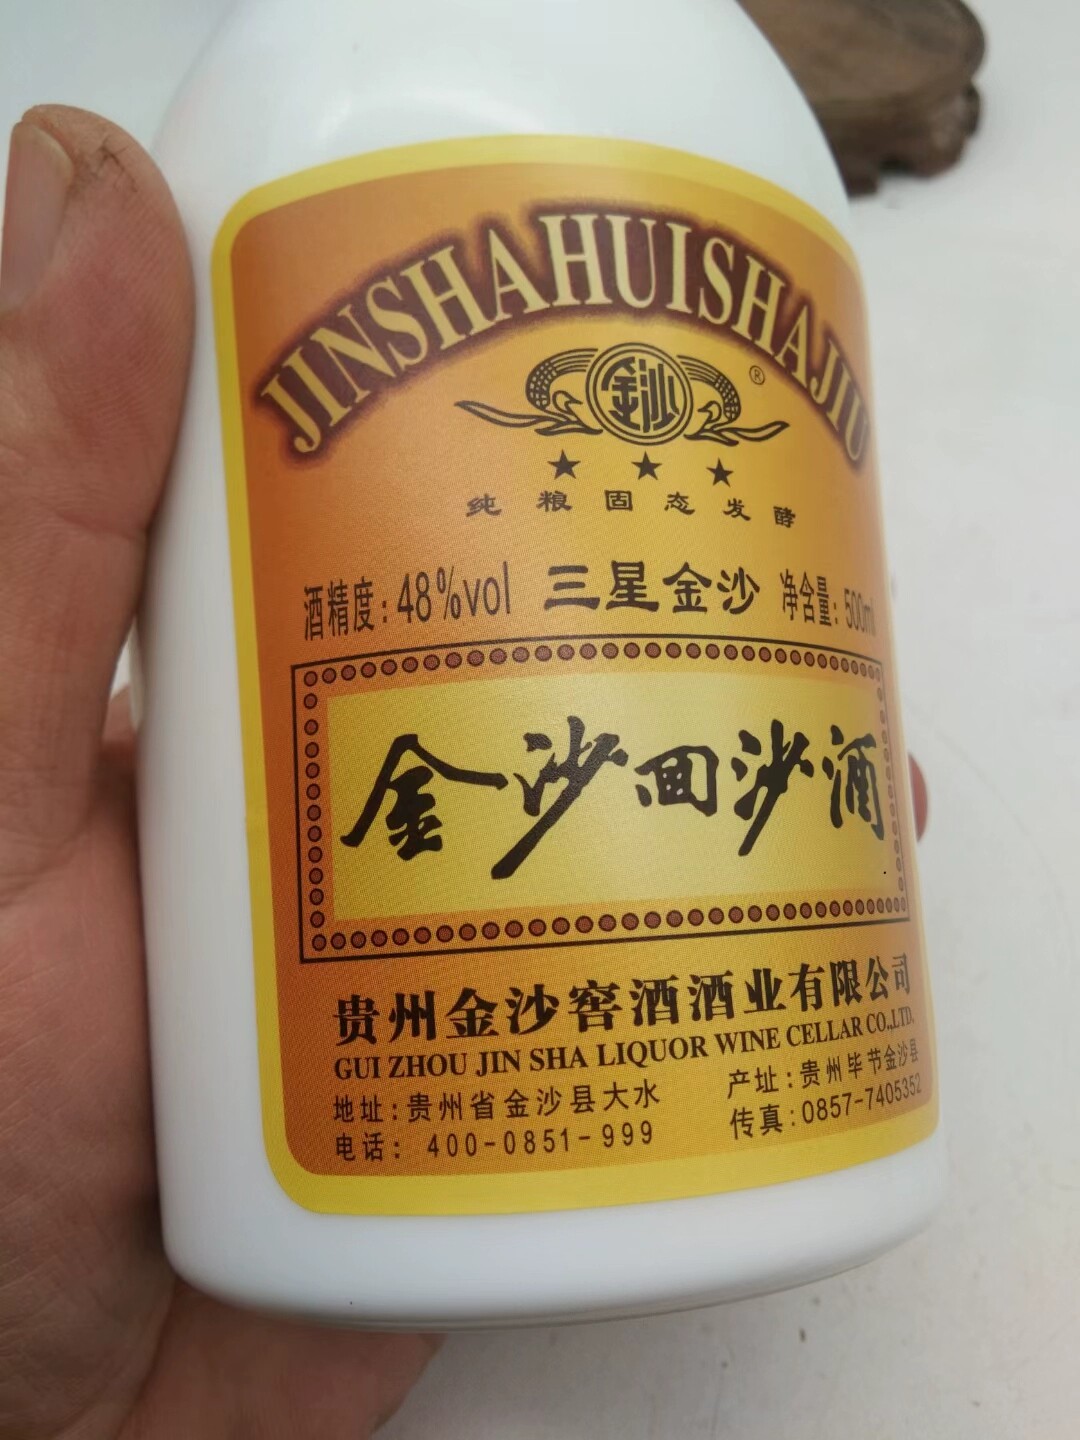 JINSHAHUISHAJIU
金沙
®
纯粮固态发酵
酒精度:48%vol 三星金沙 净含量:500ml
金沙回沙酒
贵州金沙窖酒酒业有限公司
GUI ZHOU JIN SHA LIQUOR WINE CELLAR CO.,LTD.
地址:贵州省金沙县大水 产址:贵州毕节金沙县
电话: 400-0851-999 传真:0857-7405352